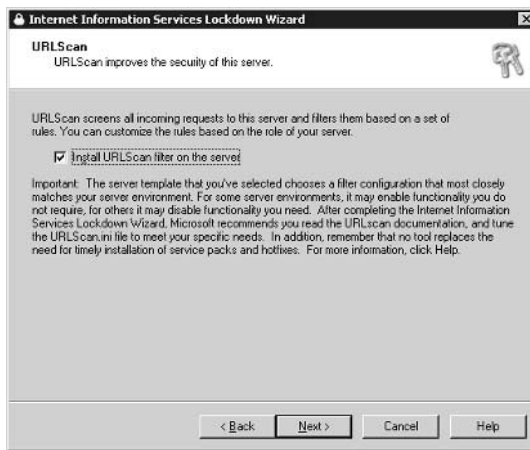 Internet Information Services Lockdown Wizard
URLScan
URLScan improves the security of this server.
URLScan screens all incoming requests to this server and filters them based on a set of
rules. You can customize the rules based on the role of your server.
Install URLScan filter on the server
Important: The server template that you've selected chooses a filter configuration that most closely
matches your server environment. For some server environments, it may enable functionality you do
not require, for others it may disable functionality you need. After completing the Internet Information
Services Lockdown Wizard, Microsoft recommends you read the URLscan documentation, and tune
the URLScan.ini file to meet your specific needs. In addition, remember that no tool replaces the
need for timely installation of service packs and hotfixes. For more information, click Help.
< Back Next > Cancel Help